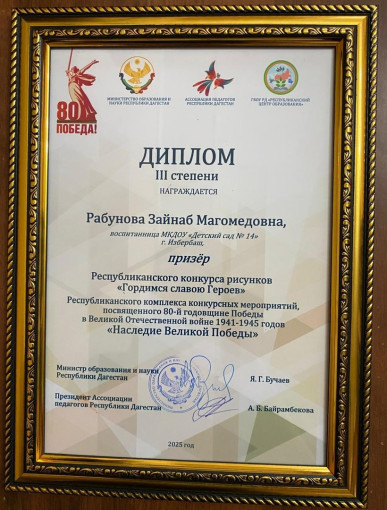 80
ПОБЕДА!
МИНИСТЕРСТВО ОБРАЗОВАНИЯ И
НАУКИ РЕСПУБЛИКИ ДАГЕСТАН
АССОЦИАЦИЯ ПЕДАГОГОВ
РЕСПУБЛИКИ ДАГЕСТАН
ГБОУ РД «РЕСПУБЛИКАНСКИЙ
ЦЕНТР ОБРАЗОВАНИЯ»
ДИПЛОМ
III степени
НАГРАЖДАЕТСЯ
Рабунова Зайнаб Магомедовна,
воспитанница МКДОУ «Детский сад № 14»
г. Избербаш,
призёр
Республиканского конкурса рисунков
«Гордимся славою Героев»
Республиканского комплекса конкурсных мероприятий,
посвященного 80-й годовщине Победы
в Великой Отечественной войне 1941-1945 годов
«Наследие Великой Победы»
Министр образования и науки
Республики Дагестан
Я. Г. Бучаев
Президент Ассоциации
педагогов Республики Дагестан
А. Б. Байрамбекова
2025 год